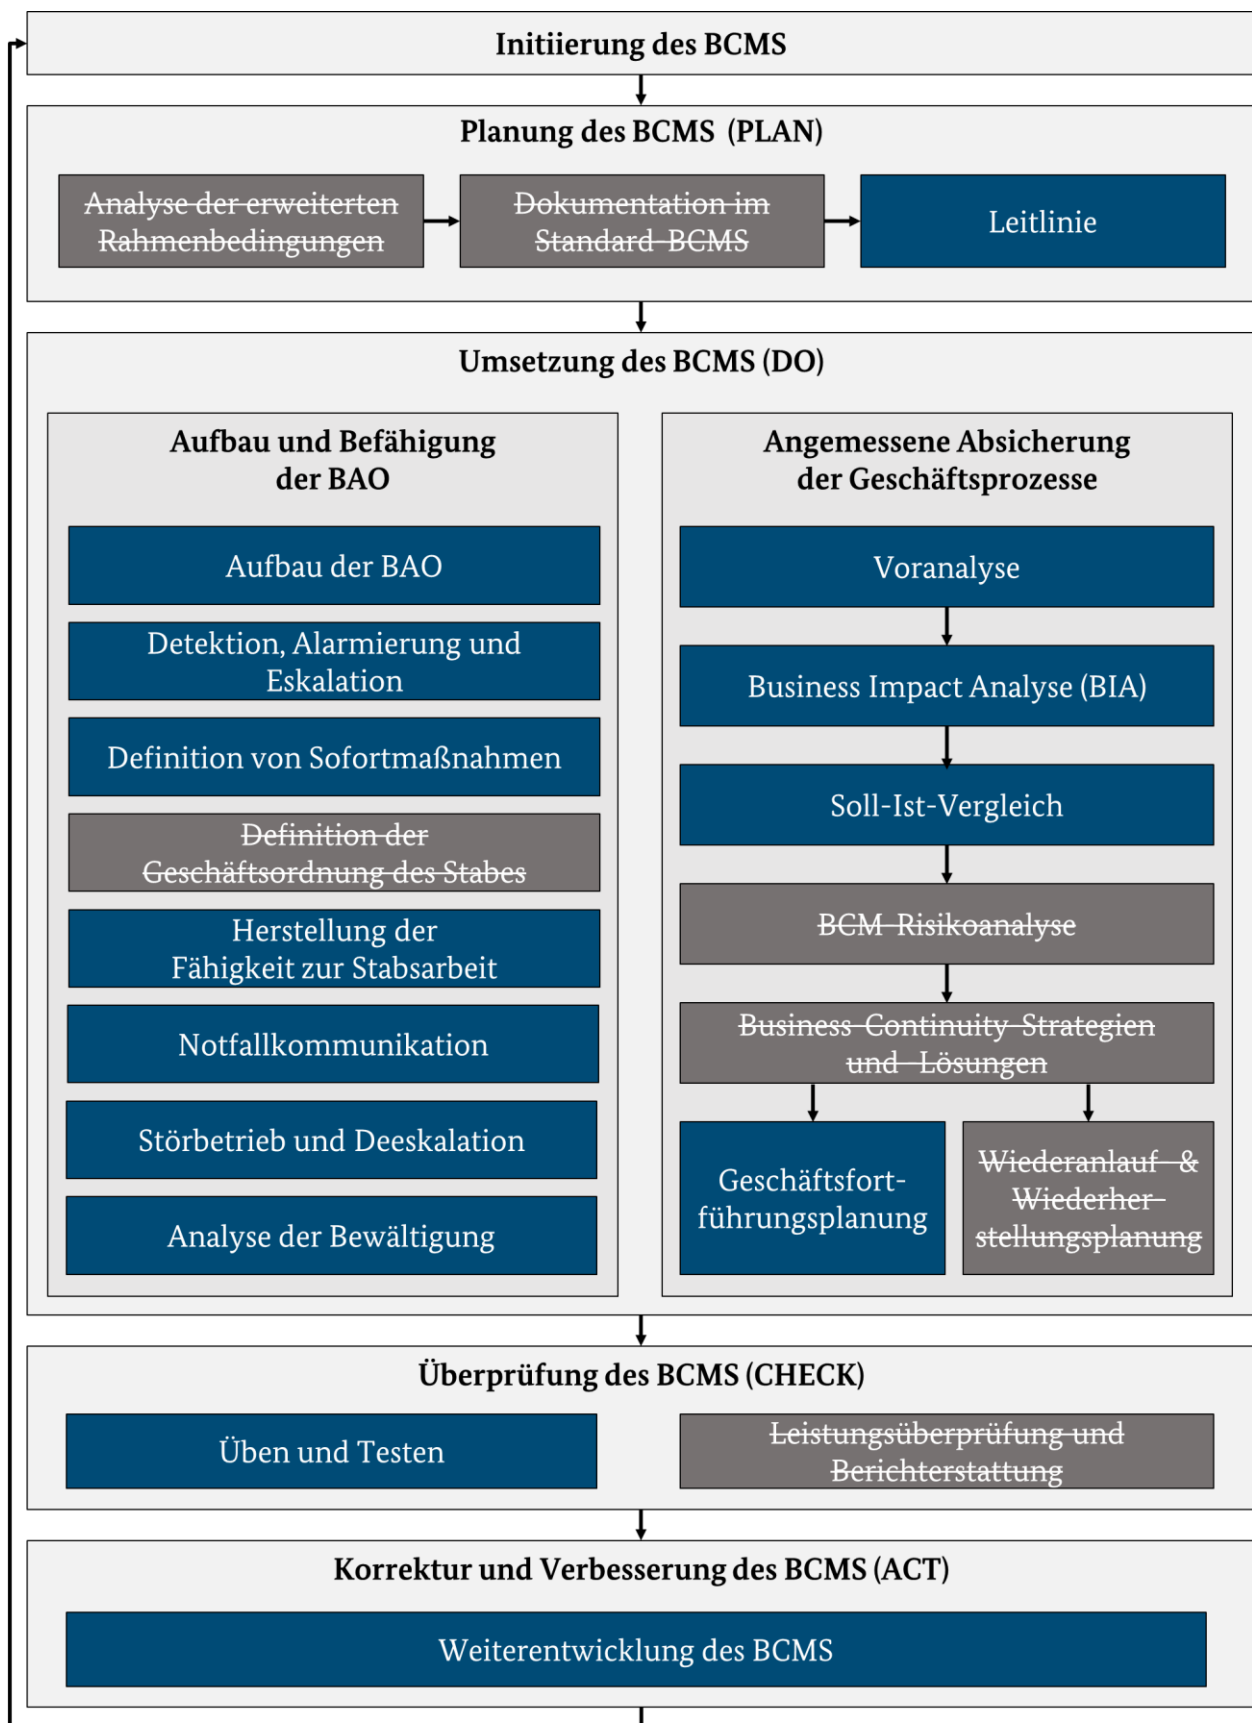 Initiierung des BCMS
Planung des BCMS (PLAN)
Analyse der erweiterten
Rahmenbedingungen
Dokumentation im
Standard-BCMS
Leitlinie
Umsetzung des BCMS (DO)
Aufbau und Befähigung
der BAO
Aufbau der BAO
Detektion, Alarmierung und
Eskalation
Definition von Sofortmaßnahmen
Definition der
Geschäftsordnung des Stabes
Herstellung der
Fähigkeit zur Stabsarbeit
Notfallkommunikation
Störbetrieb und Deeskalation
Analyse der Bewältigung
Angemessene Absicherung
der Geschäftsprozesse
Voranalyse
Business Impact Analyse (BIA)
Soll-Ist-Vergleich
BCM-Risikoanalyse
Business-Continuity-Strategien
und Lösungen
Geschäftsfort-
führungsplanung
Wiederanlauf- &
Wiederher-
stellungsplanung
Überprüfung des BCMS (CHECK)
Üben und Testen
Leistungsüberprüfung und
Berichterstattung
Korrektur und Verbesserung des BCMS (ACT)
Weiterentwicklung des BCMS